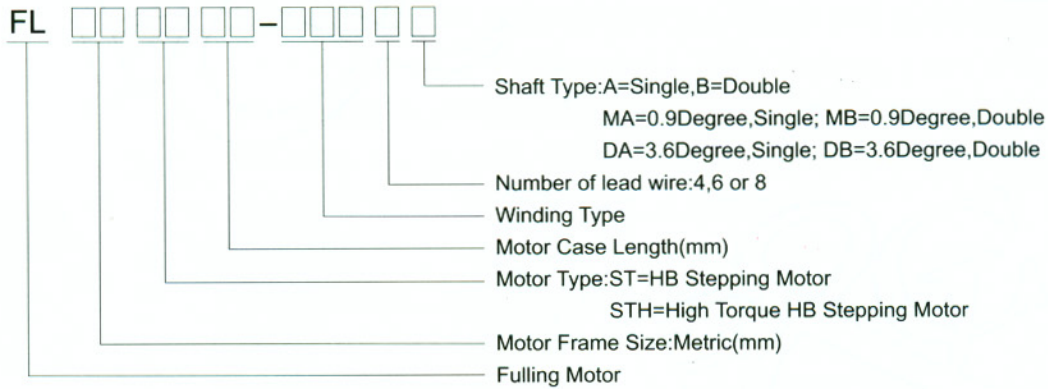 FL □□ □□ □□-□□□ □ □
Shaft Type:A=Single,B=Double
MA=0.9Degree,Single; MB=0.9Degree,Double
DA=3.6Degree,Single; DB=3.6Degree,Double
Number of lead wire:4,6 or 8
Winding Type
Motor Case Length(mm)
Motor Type:ST=HB Stepping Motor
STH=High Torque HB Stepping Motor
Motor Frame Size:Metric(mm)
Fulling Motor